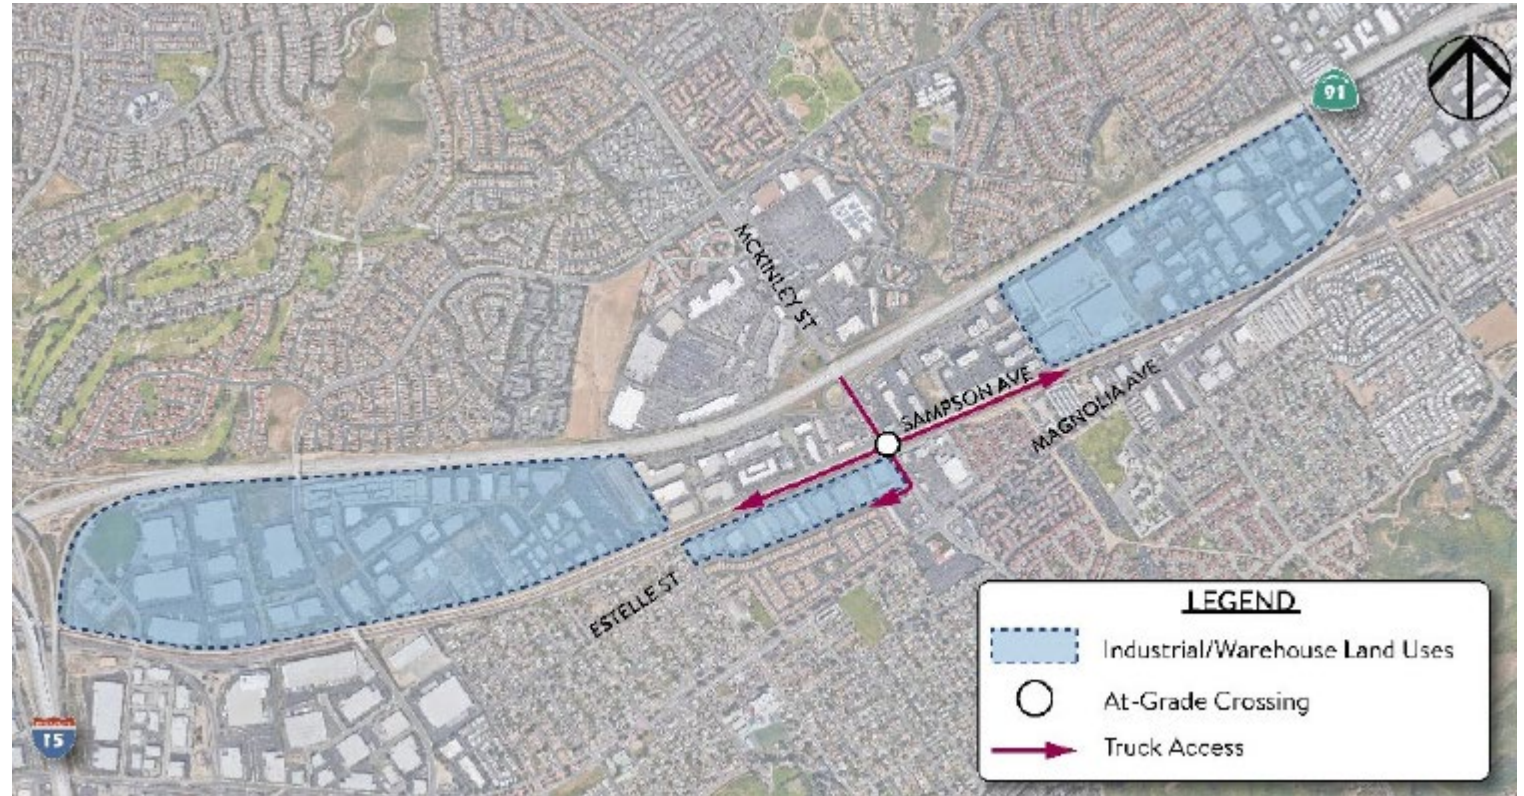 91
MCKINLEY ST
SAMPSON AVE
MAGNOLIA AVE
ESTELLE ST
15
LEGEND
Industrial/Warehouse Land Uses
At-Grade Crossing
Truck Access